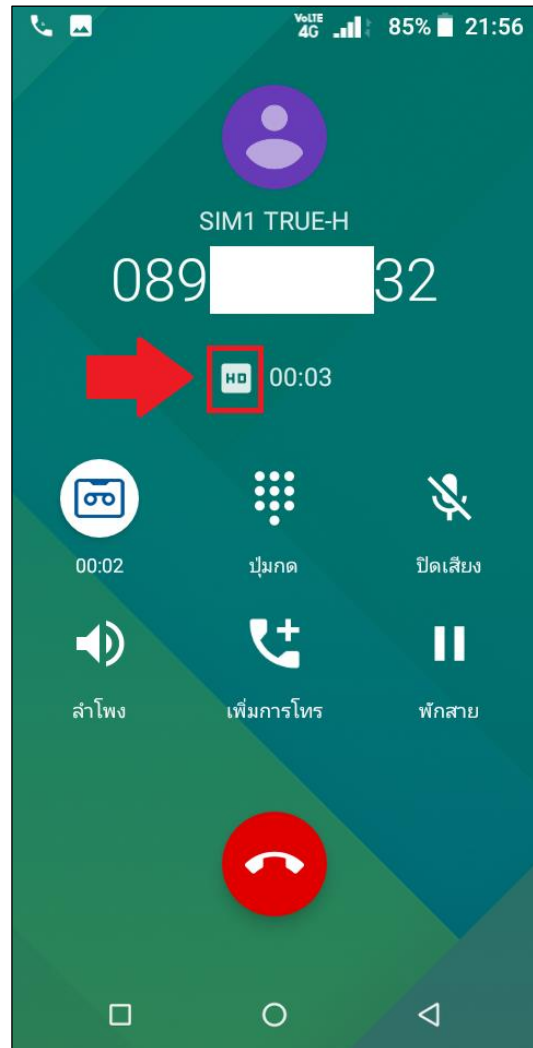 VoLTE
4G 85% 21:56
SIM1 TRUE-H
089 32
HD 00:03
00:02 ปุ่มกด ปิดเสียง
ลำโพง เพิ่มการโทร พักสาย